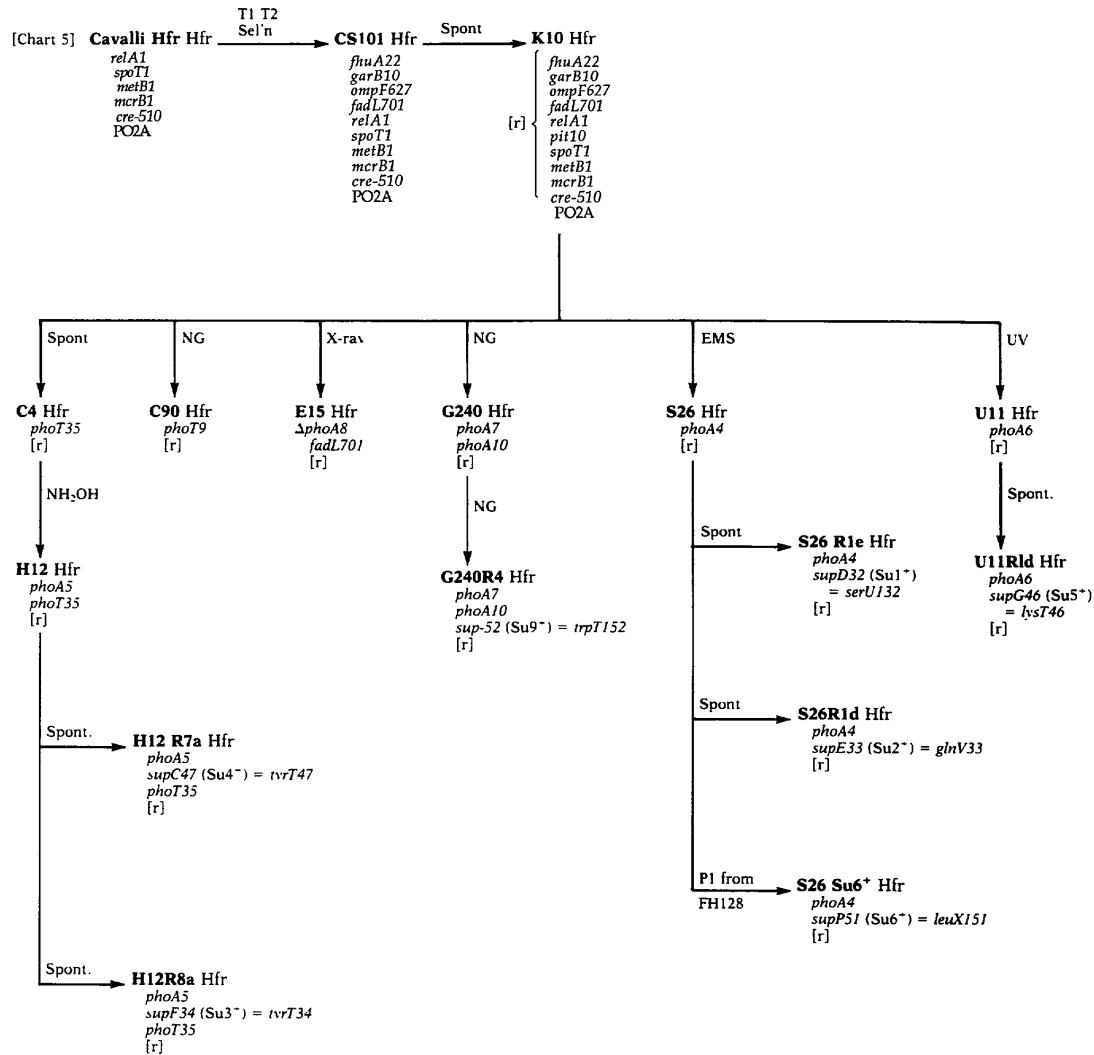 [Chart 5]
Cavalli Hfr Hfr
relA1
spoT1
metB1
mcrB1
cre-510
PO2A
T1 T2
Sel'n
CS101 Hfr
fhuA22
garB10
ompF627
fadL701
relA1
spoT1
metB1
mcrB1
cre-510
PO2A
Spont
K10 Hfr
[r]
fhuA22
garB10
ompF627
fadL701
relA1
pit10
spoT1
metB1
mcrB1
cre-510
PO2A
Spont
C4 Hfr
phoT35
[r]
NG
C90 Hfr
phoT9
[r]
X-ray
E15 Hfr
ΔphoA8
fadL701
[r]
NG
G240 Hfr
phoA7
phoA10
[r]
EMS
S26 Hfr
phoA4
[r]
UV
U11 Hfr
phoA6
[r]
NH2OH
H12 Hfr
phoA5
phoT35
[r]
NG
G240R4 Hfr
phoA7
phoA10
sup-52 (Su9+) = trpT152
[r]
Spont
S26 R1e Hfr
phoA4
supD32 (Su1+)
= serU132
[r]
Spont.
U11Rld Hfr
phoA6
supG46 (Su5+)
= lysT46
[r]
Spont
S26R1d Hfr
phoA4
supE33 (Su2+) = glnV33
[r]
Spont.
H12 R7a Hfr
phoA5
supC47 (Su4+) = tyrT47
phoT35
[r]
P1 from
FH128
S26 Su6+ Hfr
phoA4
supP51 (Su6+) = leuX151
[r]
Spont.
H12R8a Hfr
phoA5
supF34 (Su3+) = tyrT34
phoT35
[r]